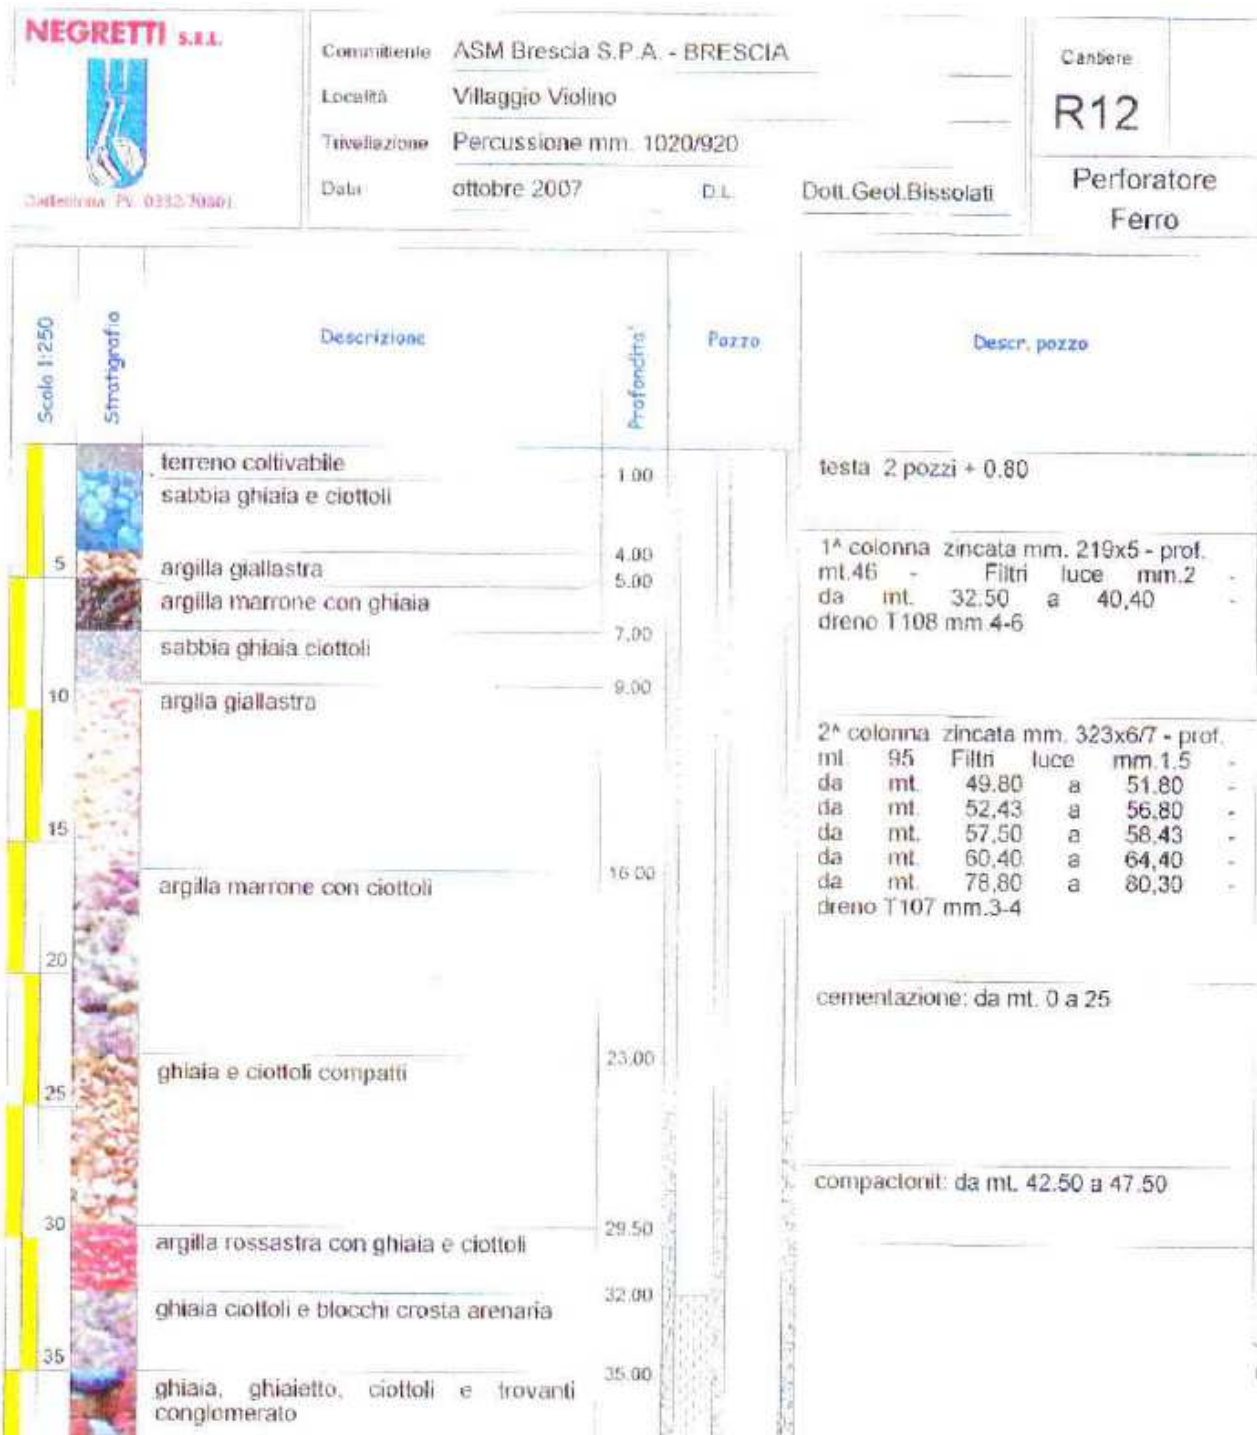 NEGRETTI s.r.l.
Committente ASM Brescia S.P.A. - BRESCIA
Località Villaggio Violino
Trivellazione Percussione mm. 1020/920
Data ottobre 2007 D.L. Dott.Geol.Bissolati
Cantiere
R12
Perforatore
Ferro
Scala 1:250
Stratigrafia
Descrizione
Profondita'
Pozzo
Descr. pozzo
terreno coltivabile
1.00
sabbia ghiaia e ciottoli
4.00
5
argilla giallastra
5.00
argilla marrone con ghiaia
7.00
sabbia ghiaia ciottoli
9.00
10
arglia giallastra
15
16.00
argilla marrone con ciottoli
20
23.00
ghiaia e ciottoli compatti
25
29.50
30
argilla rossastra con ghiaia e ciottoli
32.00
ghiaia ciottoli e blocchi crosta arenaria
35
35.00
ghiaia, ghiaietto, ciottoli e trovanti
conglomerato
testa 2 pozzi + 0.80
1^ colonna zincata mm. 219x5 - prof.
mt.46 - Filtri luce mm.2 -
da mt. 32.50 a 40,40 -
dreno T108 mm.4-6
2^ colonna zincata mm. 323x6/7 - prof.
mt 95 Filtri luce mm.1.5 -
da mt. 49.80 a 51.80 -
da mt. 52,43 a 56.80 -
da mt. 57,50 a 58,43 -
da mt. 60,40 a 64,40 -
da mt. 78,80 a 80,30 -
dreno T107 mm.3-4
cementazione: da mt. 0 a 25
compactonit: da mt. 42.50 a 47.50